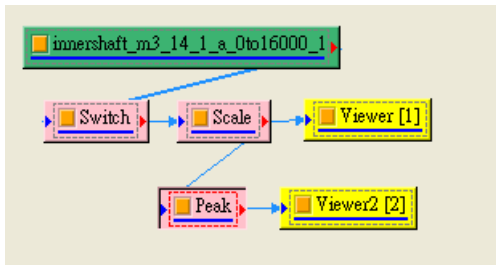 innershaft_m3_14_1_a_0to16000_1
Switch Scale Viewer [1]
Peak Viewer2 [2]